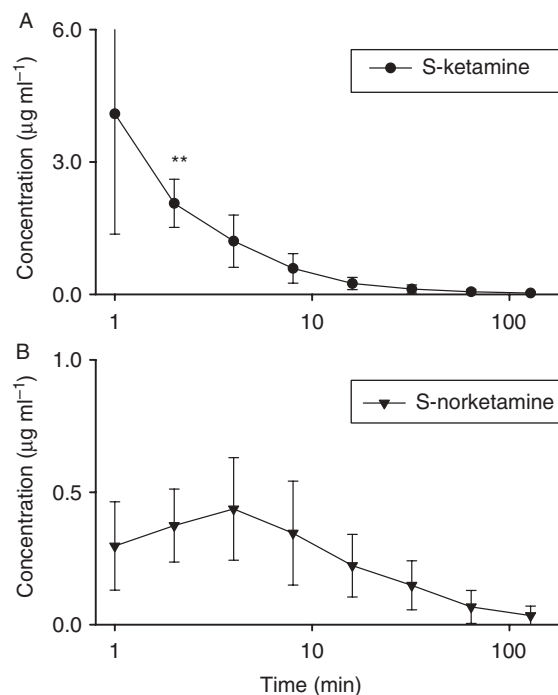 A
Concentration (μg ml⁻¹)
6.0
3.0
0.0
S-ketamine
**
1 10 100
B
Concentration (μg ml⁻¹)
1.0
0.5
0.0
S-norketamine
1 10 100
Time (min)